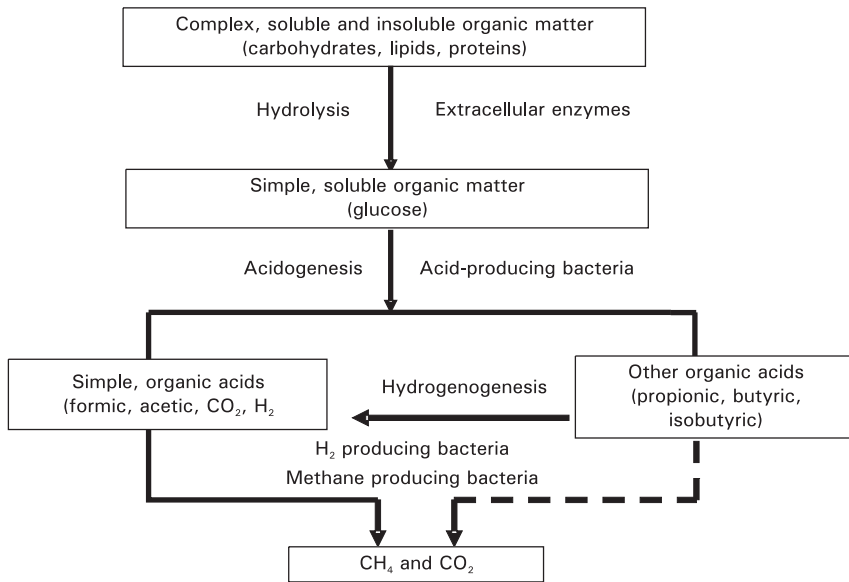 Complex, soluble and insoluble organic matter
(carbohydrates, lipids, proteins)
Hydrolysis
Extracellular enzymes
Simple, soluble organic matter
(glucose)
Acidogenesis
Acid-producing bacteria
Simple, organic acids
(formic, acetic, CO₂, H₂
Hydrogenogenesis
Other organic acids
(propionic, butyric,
isobutyric)
H₂ producing bacteria
Methane producing bacteria
CH₄ and CO₂